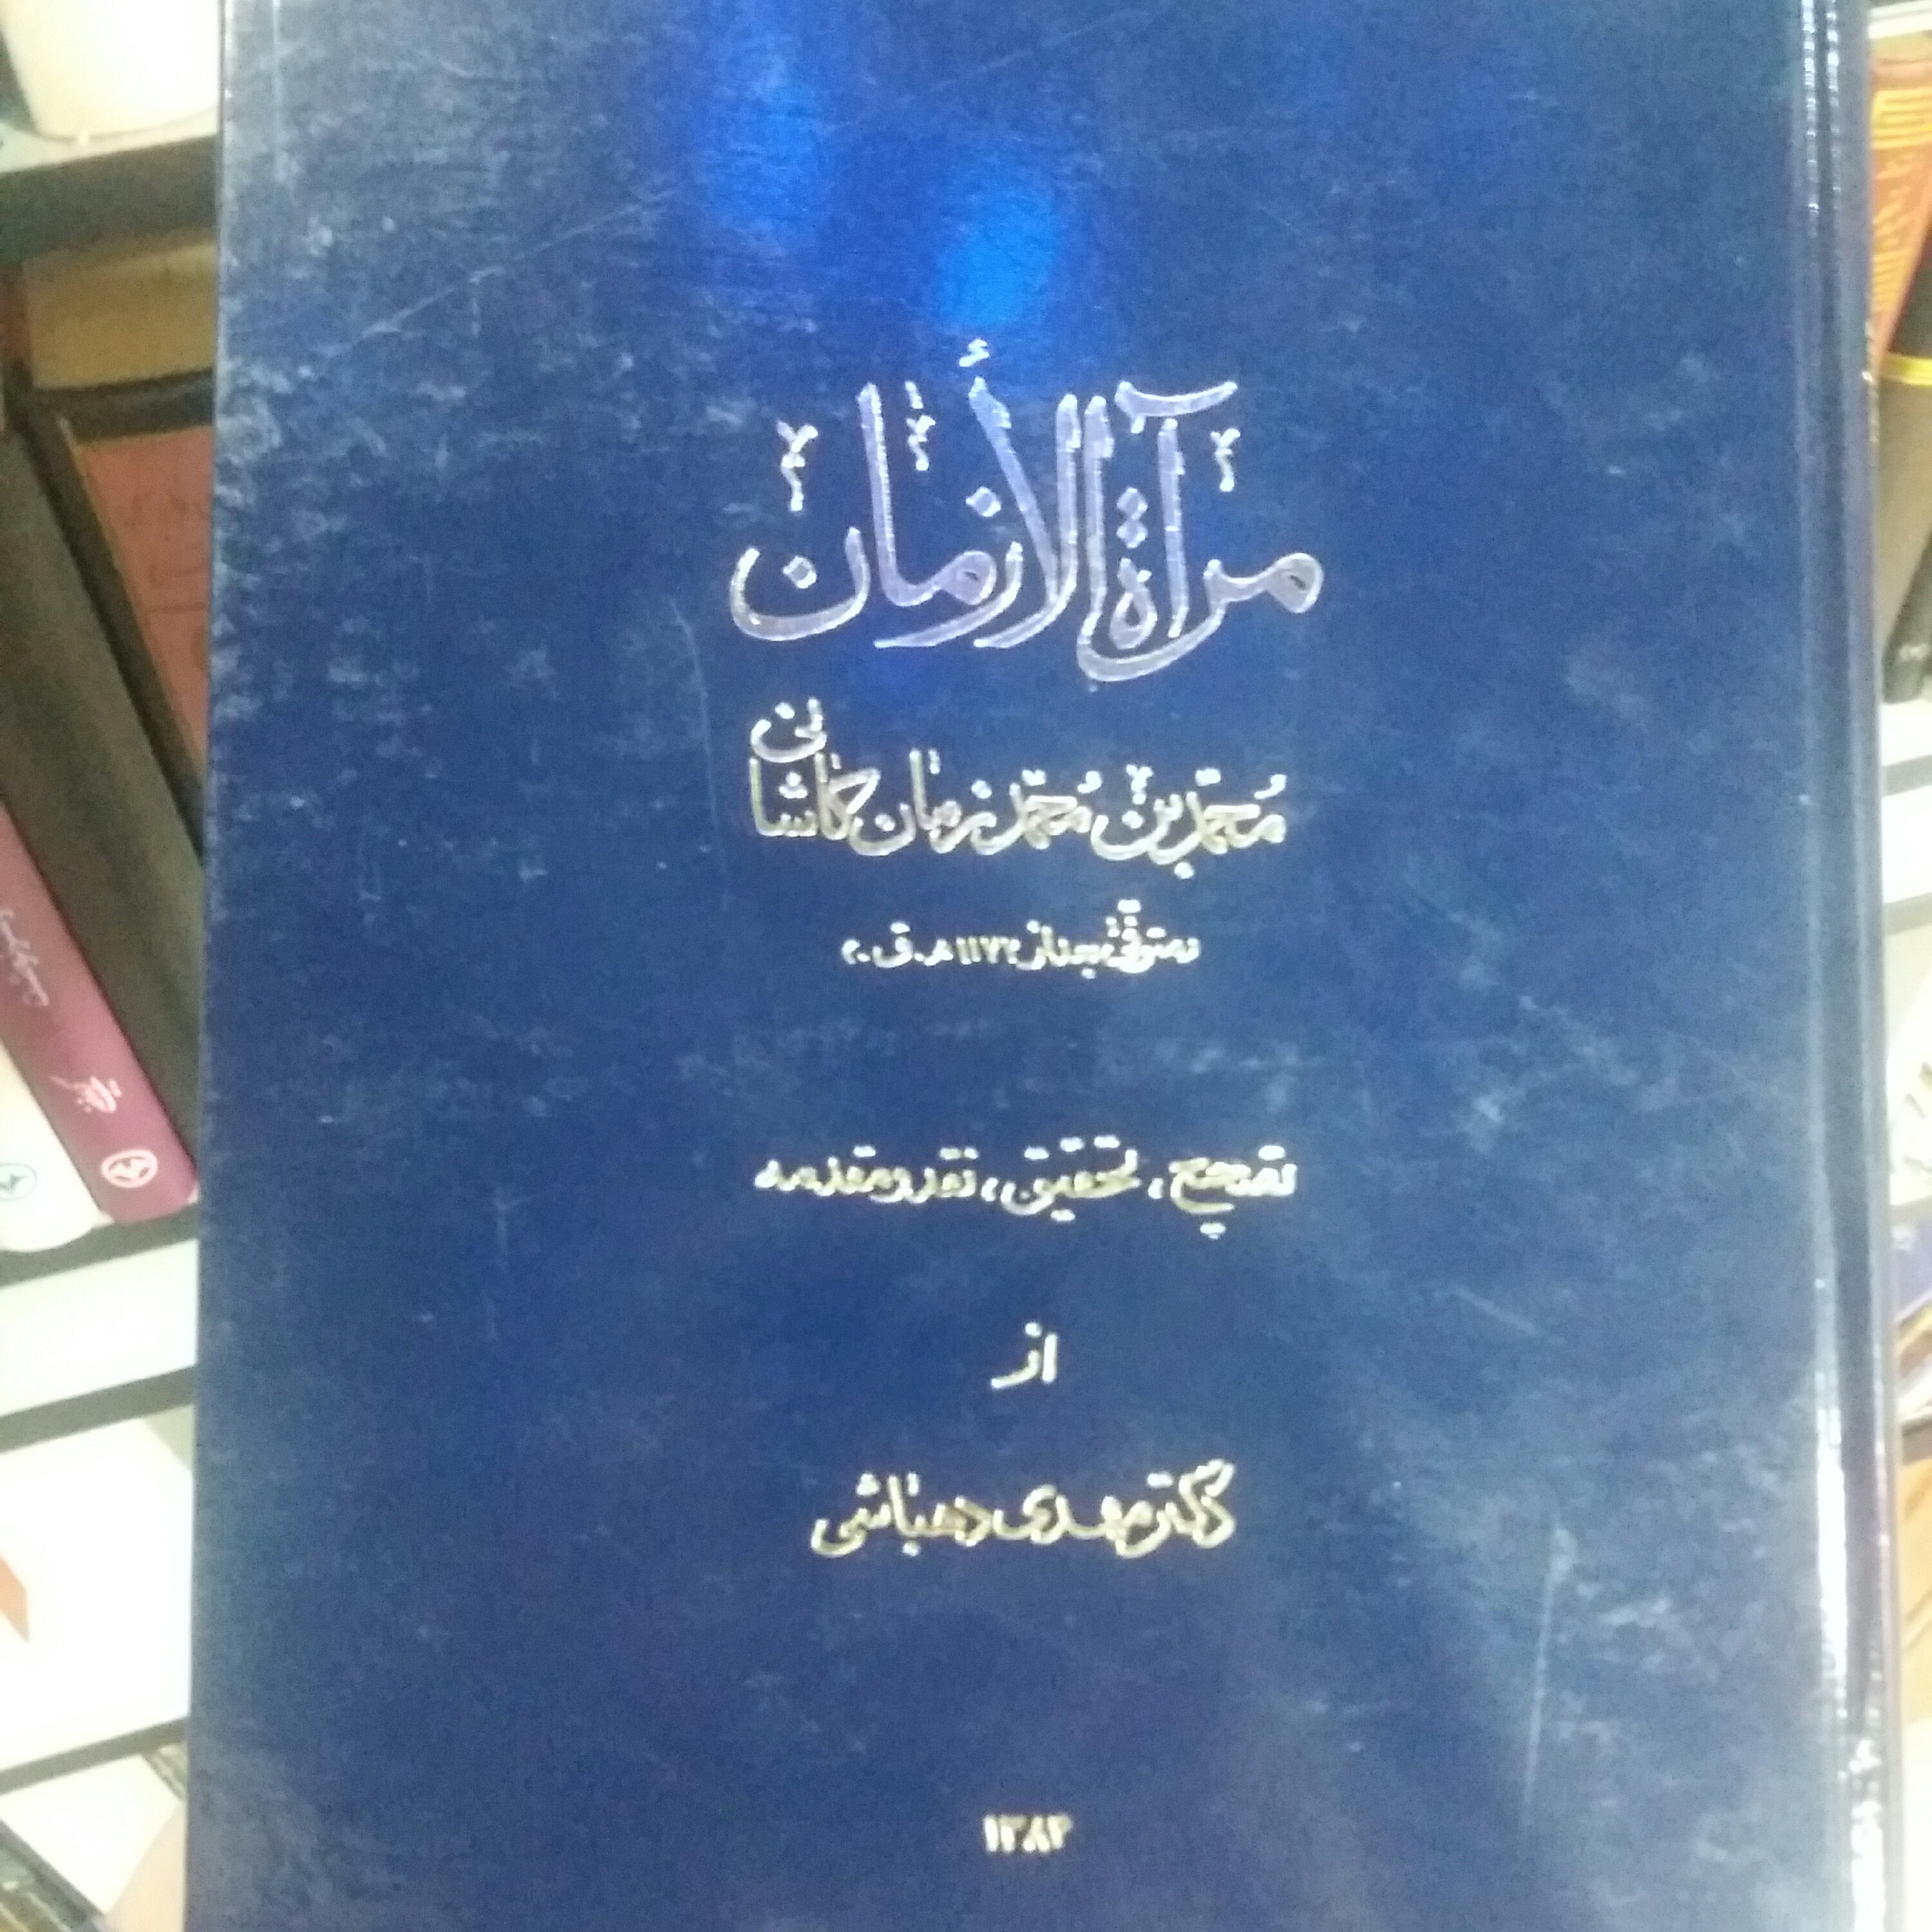 مرآة الأزمان
محمد بن محمد زمان کاشانی
متوفی بعد از ۱۱۷۲ ه‍. ق.
تصحیح، تحقیق، نقد و مقدمه
از
دکتر مهدی دهباشی